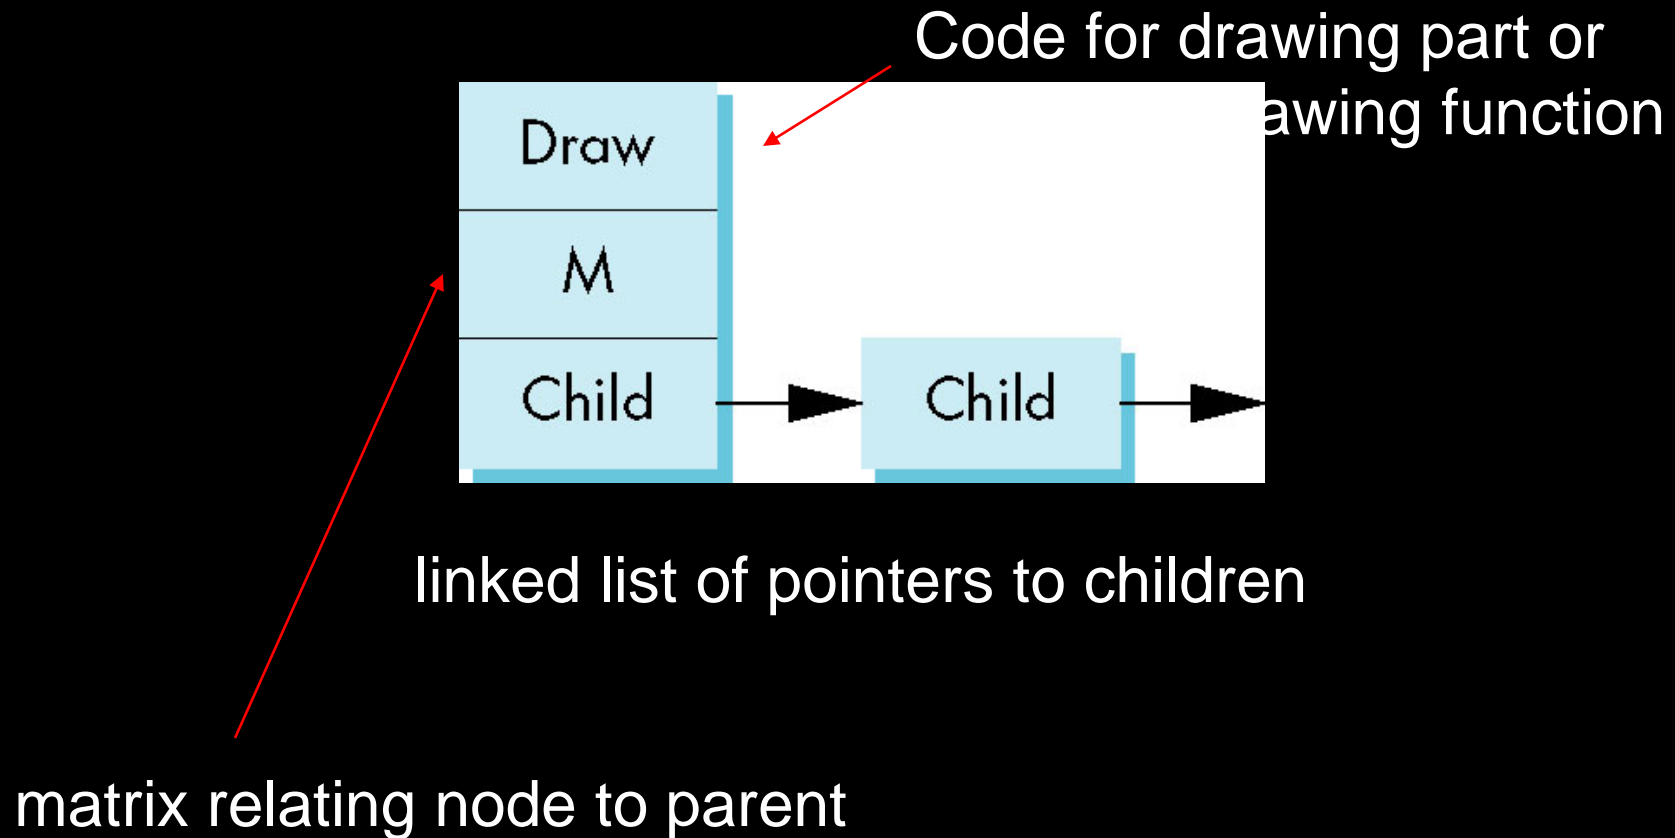 Code for drawing part or
awing function
Draw
M
Child
Child
linked list of pointers to children
matrix relating node to parent